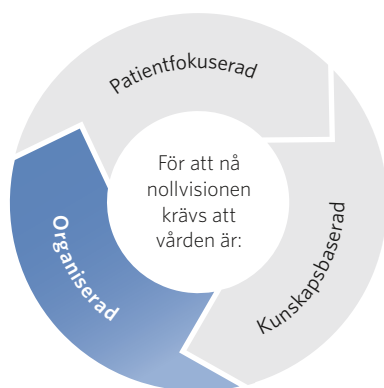 Patientfokuserad
För att nå
nollvisionen
krävs att
vården är:
Organiserad
Kunskapsbaserad